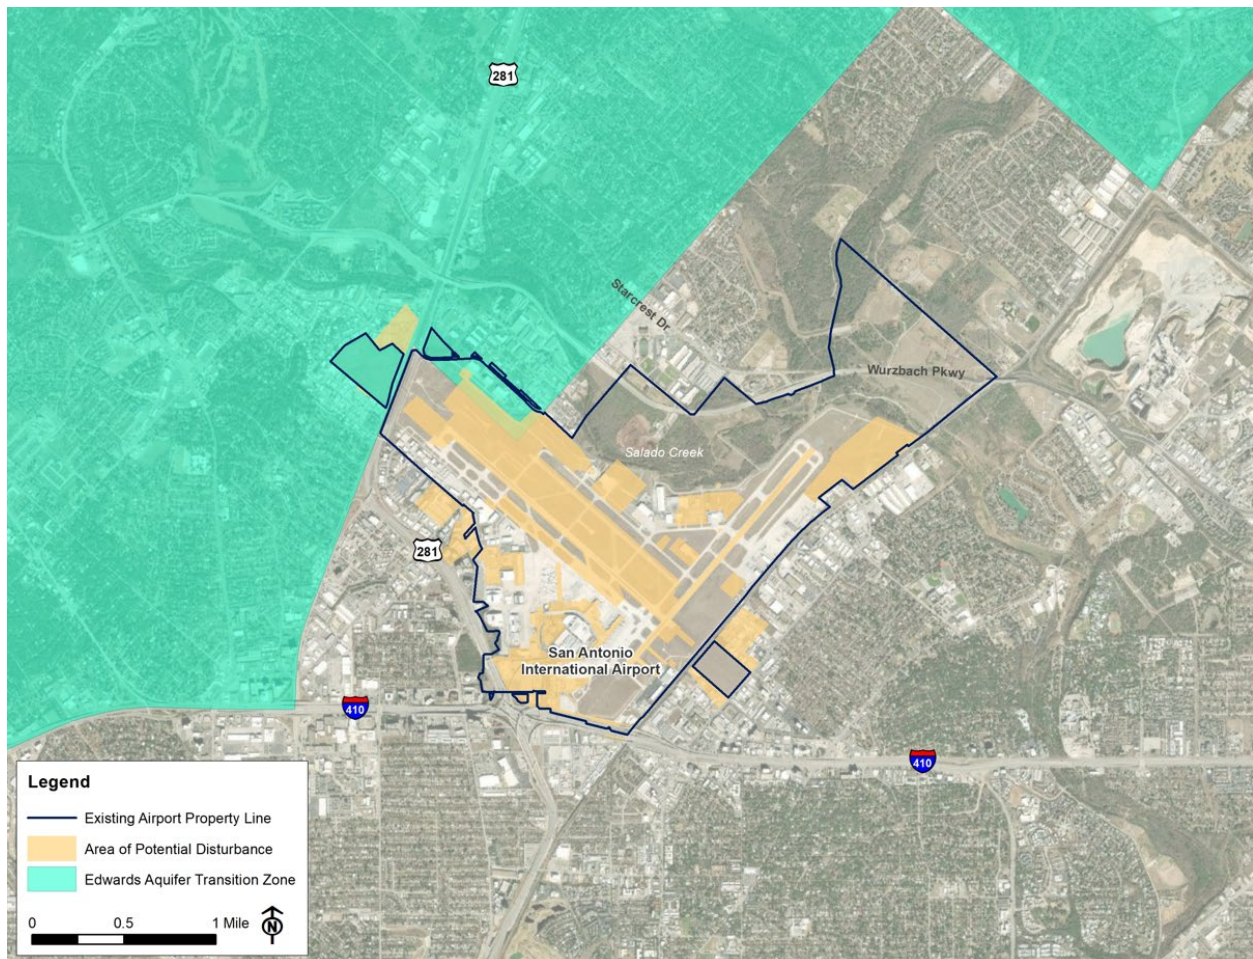 281
Starcrest Dr
Wurzbach Pkwy
Salado Creek
281
San Antonio
International Airport
410
410
Legend
Existing Airport Property Line
Area of Potential Disturbance
Edwards Aquifer Transition Zone
0 0.5 1 Mile
N